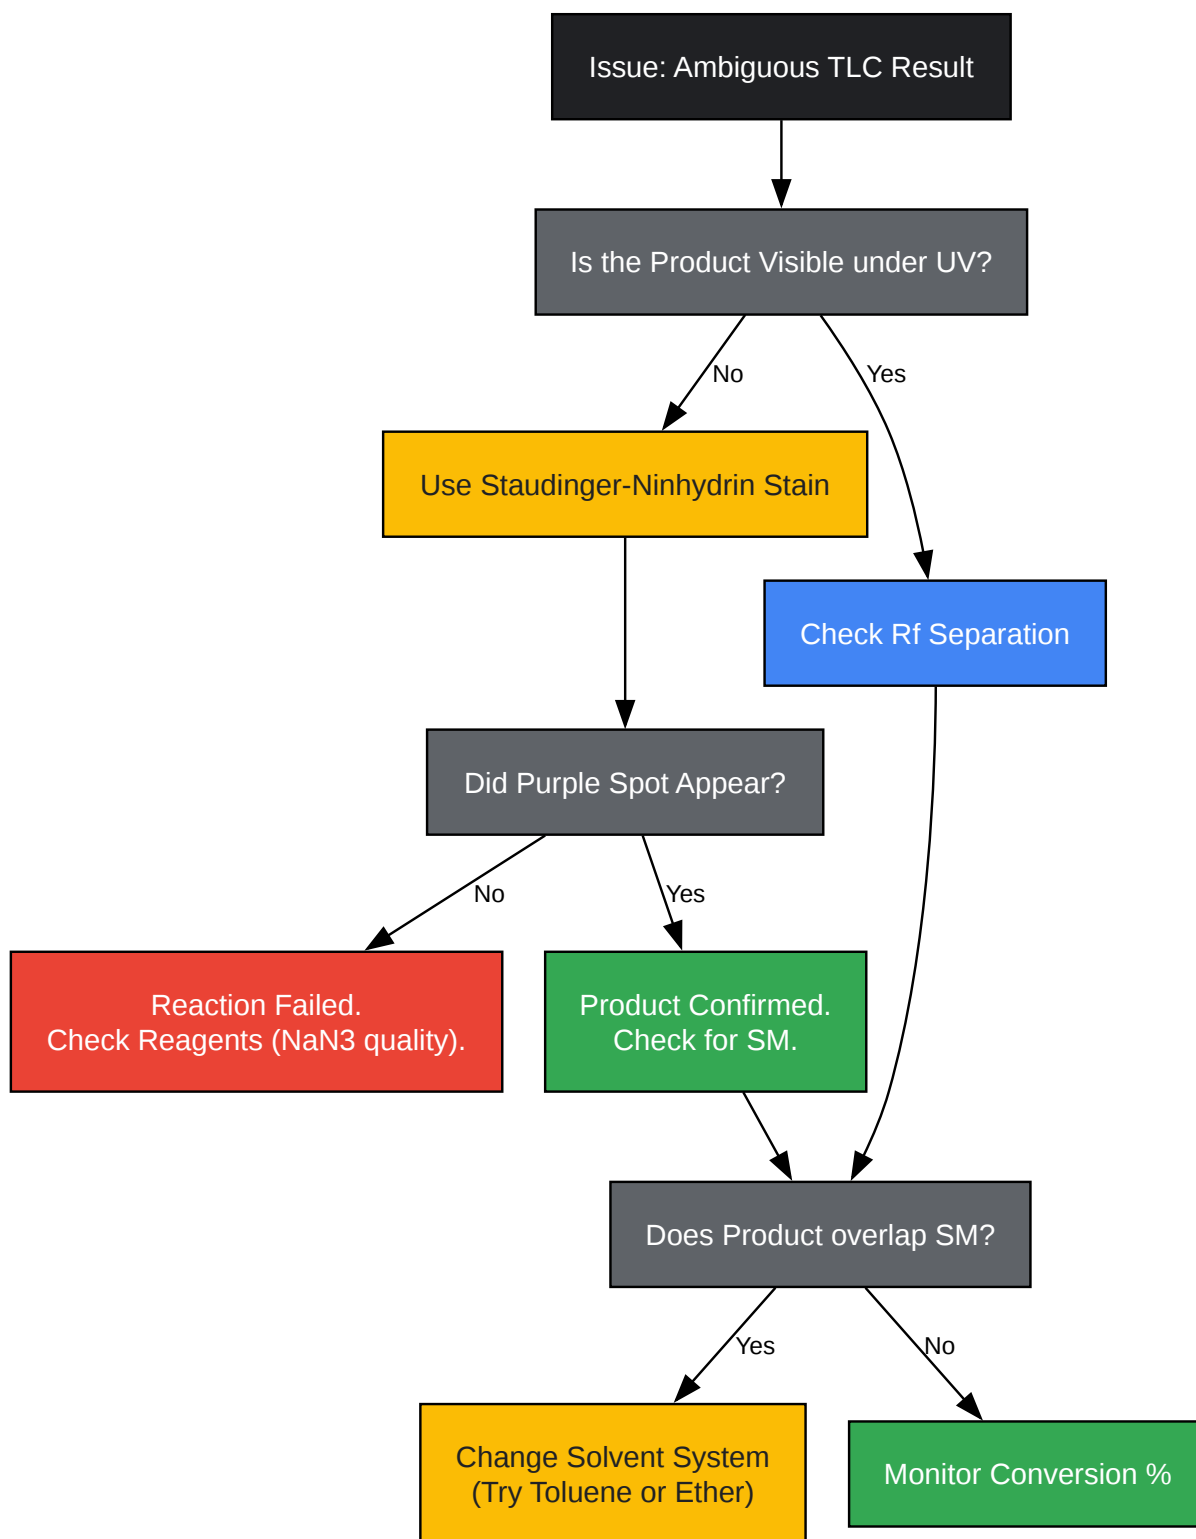 Issue: Ambiguous TLC Result
Is the Product Visible under UV?
No
Yes
Use Staudinger-Ninhydrin Stain
Check Rf Separation
Did Purple Spot Appear?
No
Yes
Reaction Failed.
Check Reagents (NaN3 quality).
Product Confirmed.
Check for SM.
Does Product overlap SM?
Yes
No
Change Solvent System
(Try Toluene or Ether)
Monitor Conversion %